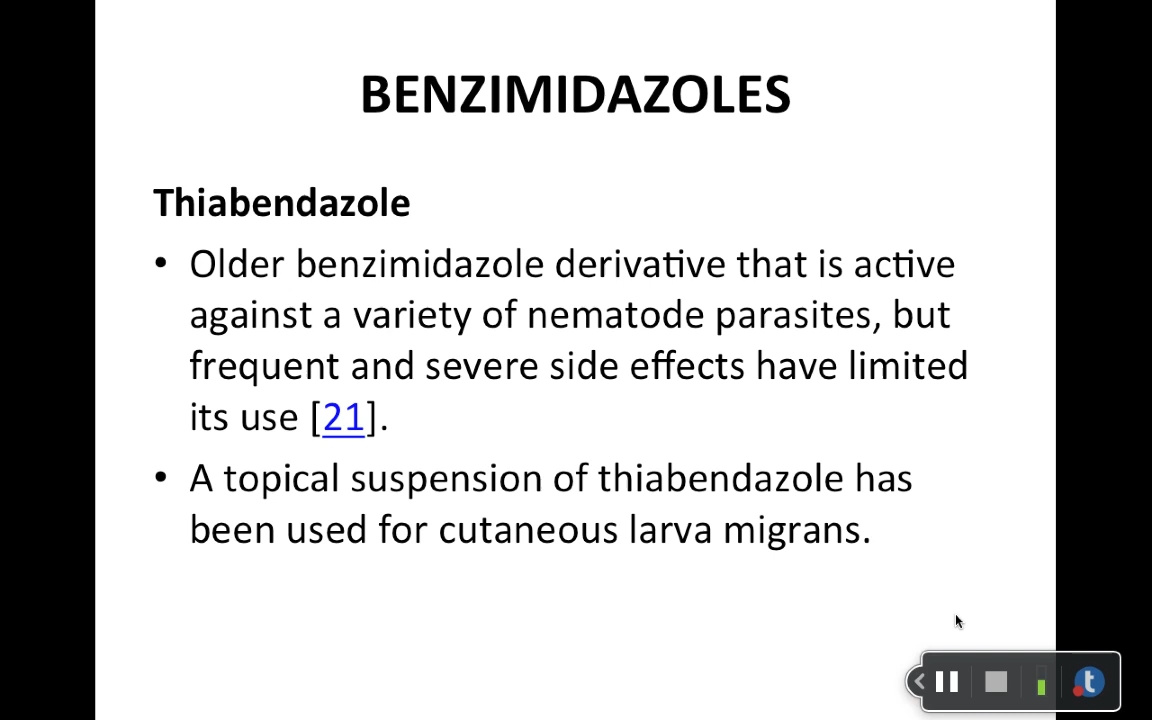 BENZIMIDAZOLES
Thiabendazole
• Older benzimidazole derivative that is active
against a variety of nematode parasites, but
frequent and severe side effects have limited
its use [21].
• A topical suspension of thiabendazole has
been used for cutaneous larva migrans.
t